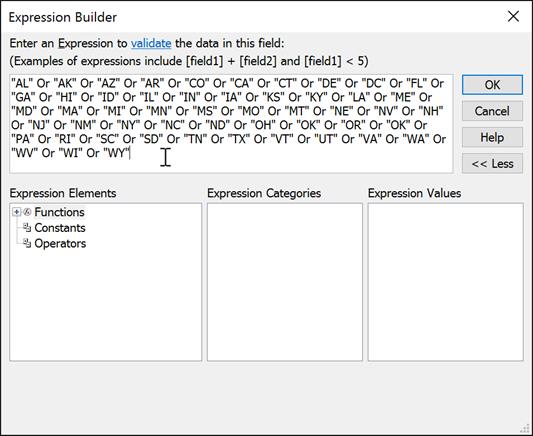 Expression Builder
Enter an Expression to validate the data in this field:
(Examples of expressions include [field1] + [field2] and [field1] < 5)
"AL" Or "AK" Or "AZ" Or "AR" Or "CO" Or "CA" Or "CT" Or "DE" Or "DC" Or "FL" Or
"GA" Or "HI" Or "ID" Or "IL" Or "IN" Or "IA" Or "KS" Or "KY" Or "LA" Or "ME" Or
"MD" Or "MA" Or "MI" Or "MN" Or "MS" Or "MO" Or "MT" Or "NE" Or "NV" Or "NH"
Or "NJ" Or "NM" Or "NY" Or "NC" Or "ND" Or "OH" Or "OK" Or "OR" Or "OK" Or
"PA" Or "RI" Or "SC" Or "SD" Or "TN" Or "TX" Or "VT" Or "UT" Or "VA" Or "WA" Or
"WV" Or "WI" Or "WY"
OK
Cancel
Help
<< Less
Expression Elements
Functions
Constants
Operators
Expression Categories
Expression Values